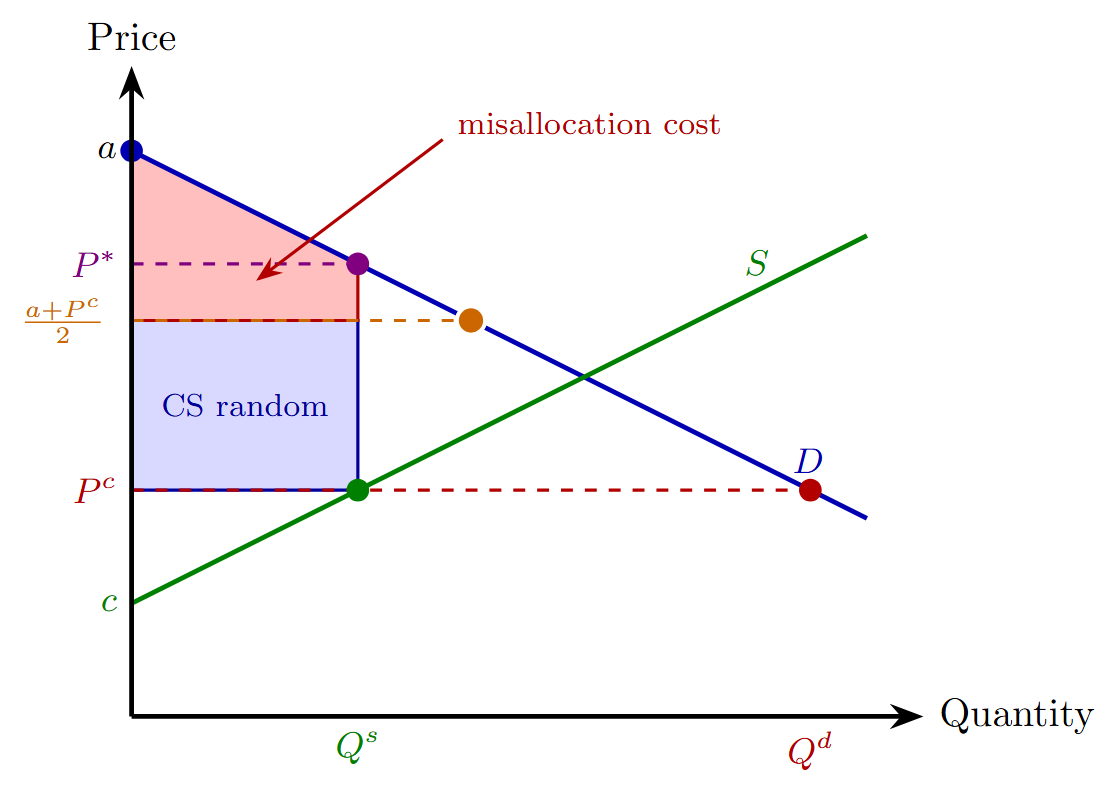 Price
misallocation cost
a
P*
S
(a+P^c)/2
CS random
D
P^c
c
Quantity
Q^s
Q^d